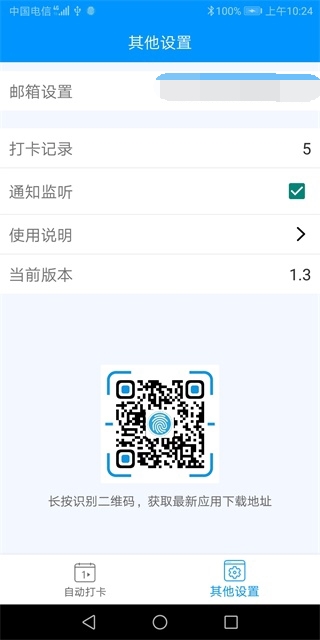 中国电信 4G 100% 上午10:24
其他设置
邮箱设置
打卡记录 5
通知监听
使用说明
当前版本 1.3
长按识别二维码，获取最新应用下载地址
1
自动打卡 其他设置